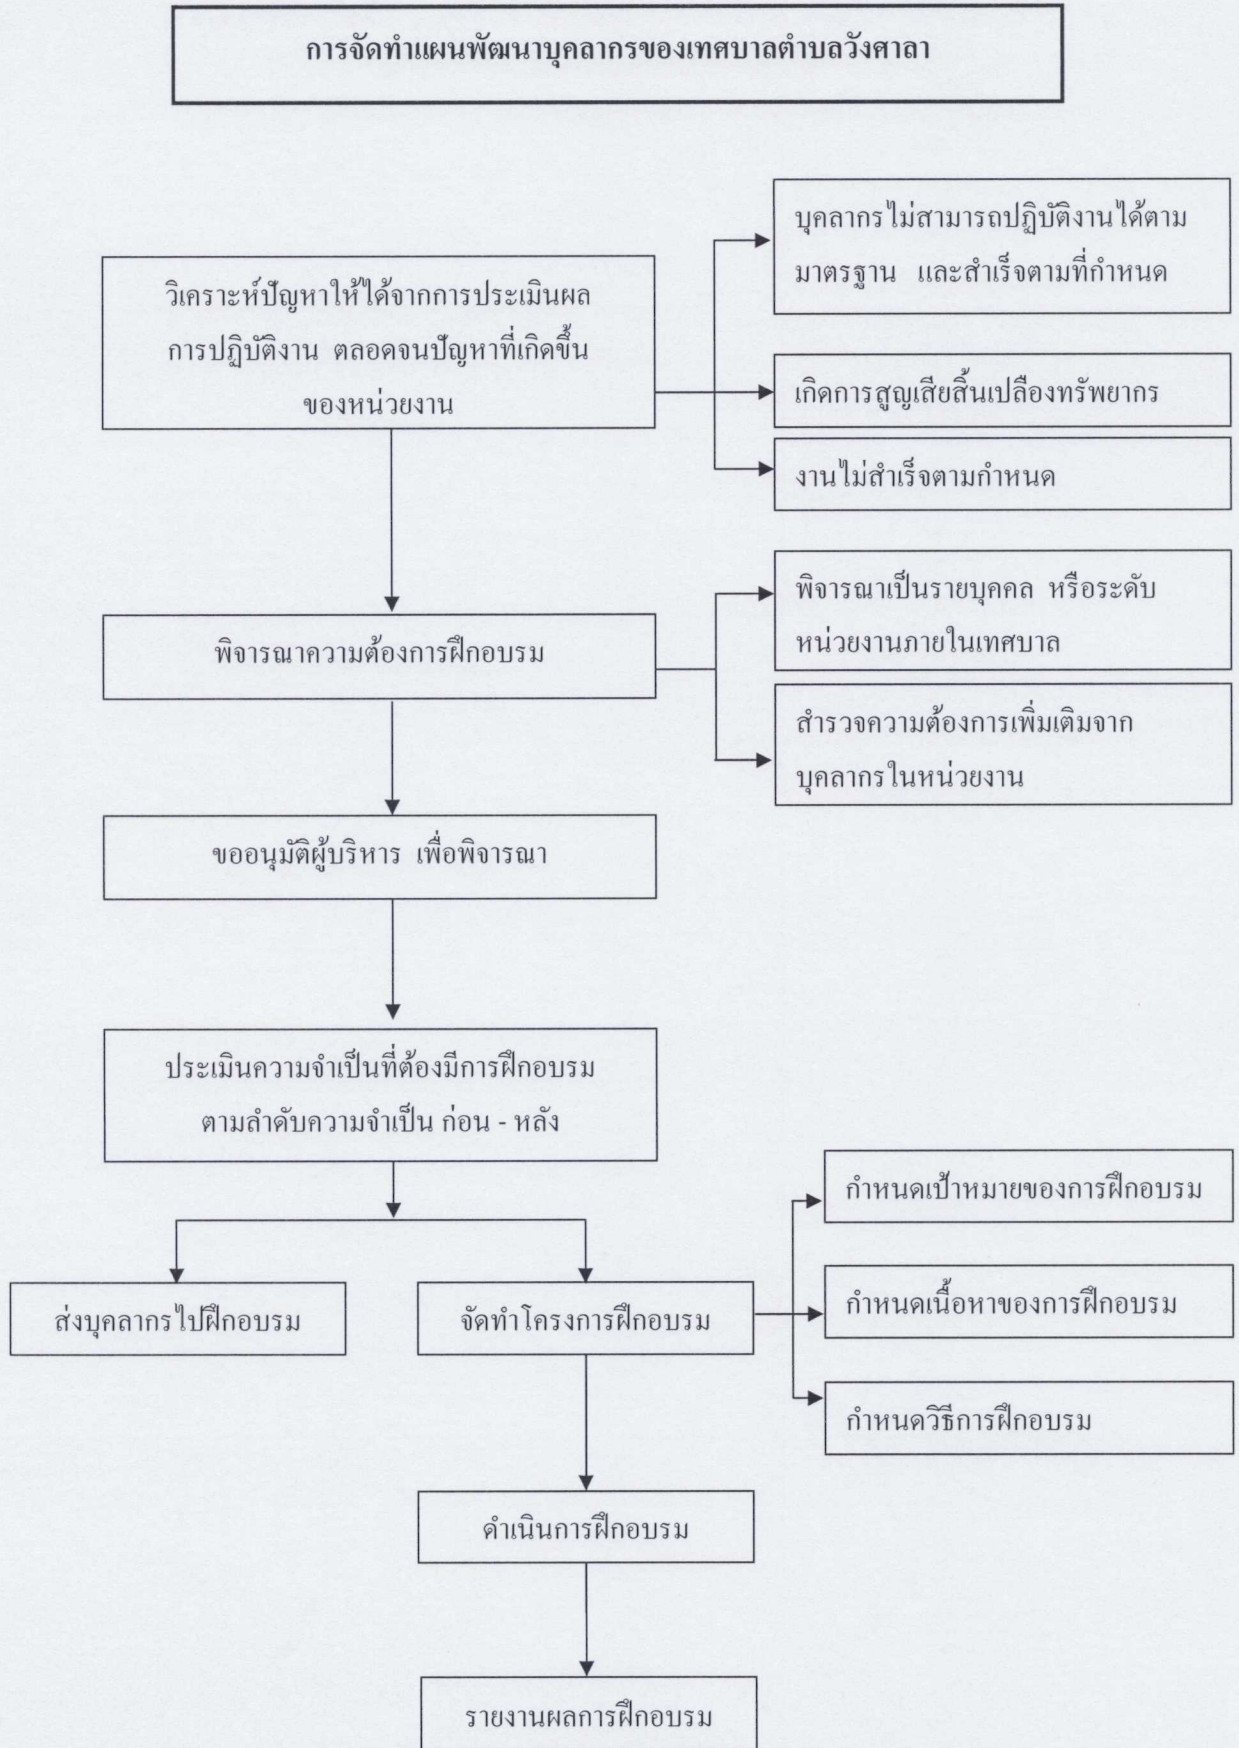 การจัดทำแผนพัฒนาบุคลากรของเทศบาลตำบลวังศาลา
วิเคราะห์ปัญหาให้ได้จากการประเมินผล
การปฏิบัติงาน ตลอดจนปัญหาที่เกิดขึ้น
ของหน่วยงาน
บุคลากรไม่สามารถปฏิบัติงานได้ตาม
มาตรฐาน และสำเร็จตามที่กำหนด
เกิดการสูญเสียสิ้นเปลืองทรัพยากร
งานไม่สำเร็จตามกำหนด
พิจารณาความต้องการฝึกอบรม
พิจารณาเป็นรายบุคคล หรือระดับ
หน่วยงานภายในเทศบาล
สำรวจความต้องการเพิ่มเติมจาก
บุคลากรในหน่วยงาน
ขออนุมัติผู้บริหาร เพื่อพิจารณา
ประเมินความจำเป็นที่ต้องมีการฝึกอบรม
ตามลำดับความจำเป็น ก่อน - หลัง
ส่งบุคลากรไปฝึกอบรม
จัดทำโครงการฝึกอบรม
กำหนดเป้าหมายของการฝึกอบรม
กำหนดเนื้อหาของการฝึกอบรม
กำหนดวิธีการฝึกอบรม
ดำเนินการฝึกอบรม
รายงานผลการฝึกอบรม